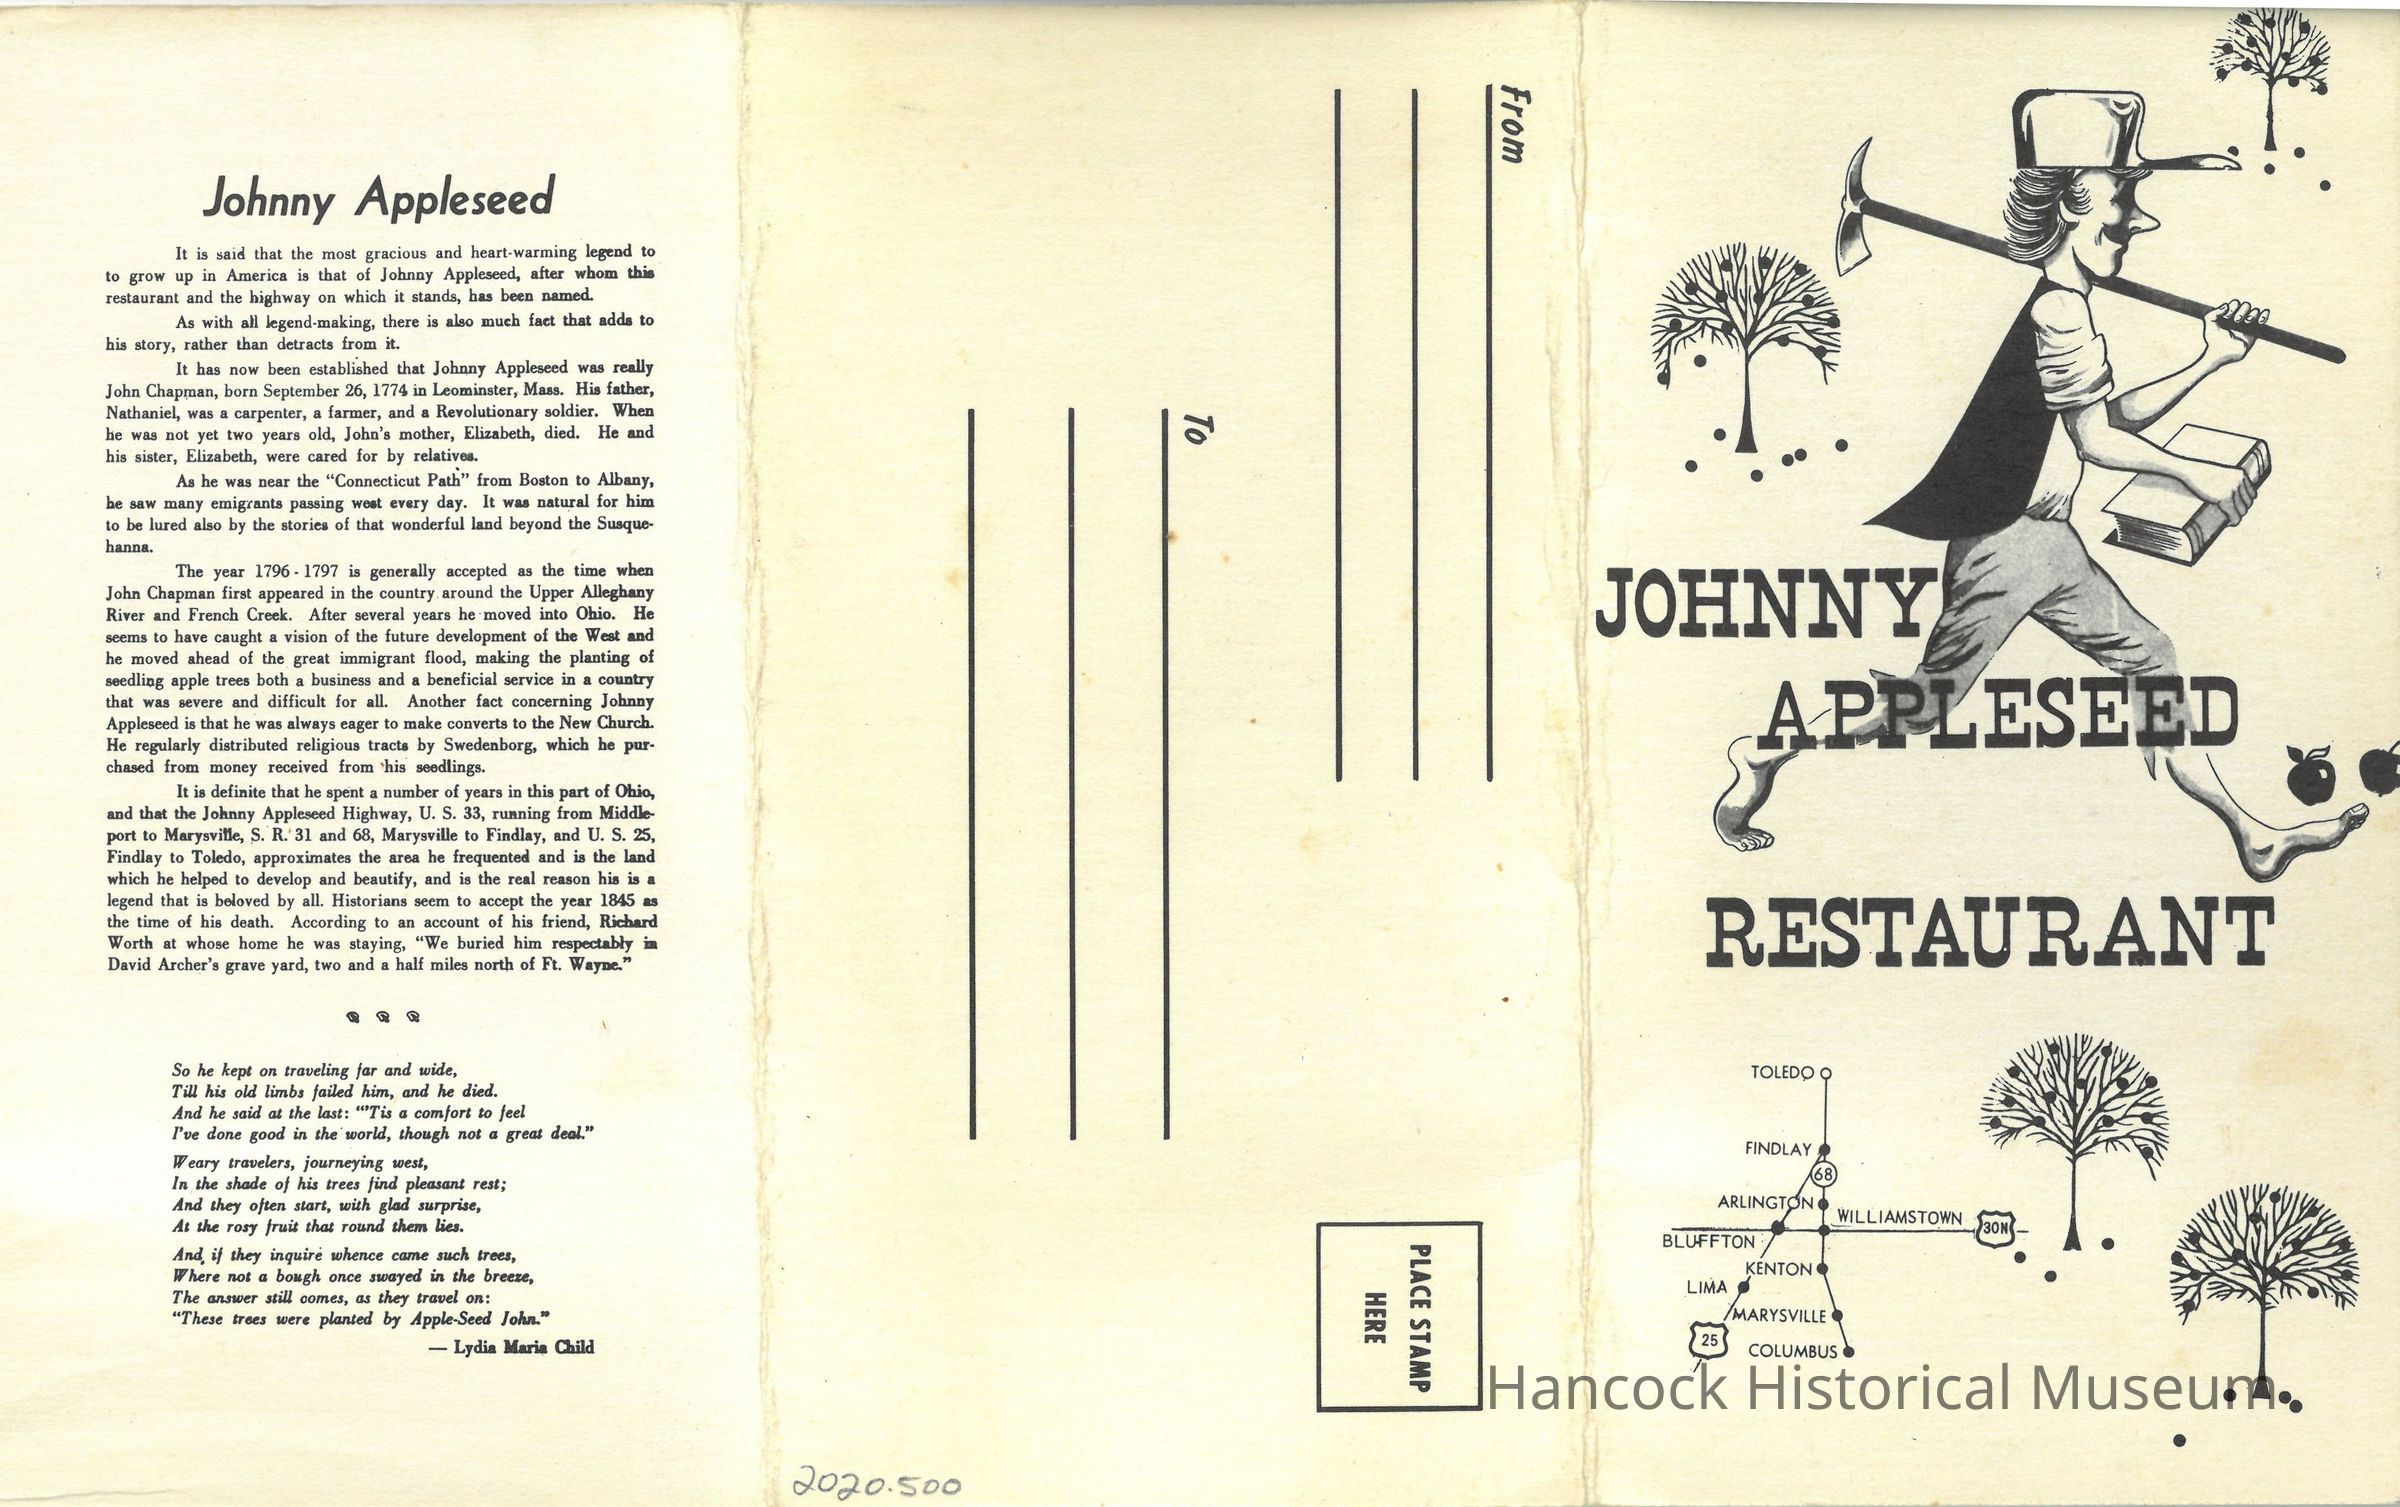 Johnny Appleseed
It is said that the most gracious and heart-warming legend to
to grow up in America is that of Johnny Appleseed, after whom this
restaurant and the highway on which it stands, has been named.
As with all legend-making, there is also much fact that adds to
his story, rather than detracts from it.
It has now been established that Johnny Appleseed was really
John Chapman, born September 26, 1774 in Leominster, Mass. His father,
Nathaniel, was a carpenter, a farmer, and a Revolutionary soldier. When
he was not yet two years old, John's mother, Elizabeth, died. He and
his sister, Elizabeth, were cared for by relatives.
As he was near the "Connecticut Path" from Boston to Albany,
he saw many emigrants passing west every day. It was natural for him
to be lured also by the stories of that wonderful land beyond the Susque-
hanna.
The year 1796 - 1797 is generally accepted as the time when
John Chapman first appeared in the country around the Upper Alleghany
River and French Creek. After several years he moved into Ohio. He
seems to have caught a vision of the future development of the West and
he moved ahead of the great immigrant flood, making the planting of
seedling apple trees both a business and a beneficial service in a country
that was severe and difficult for all. Another fact concerning Johnny
Appleseed is that he was always eager to make converts to the New Church.
He regularly distributed religious tracts by Swedenborg, which he pur-
chased from money received from his seedlings.
It is definite that he spent a number of years in this part of Ohio,
and that the Johnny Appleseed Highway, U. S. 33, running from Middle-
port to Marysville, S. R. 31 and 68, Marysville to Findlay, and U. S. 25,
Findlay to Toledo, approximates the area he frequented and is the land
which he helped to develop and beautify, and is the real reason his is a
legend that is beloved by all. Historians seem to accept the year 1845 as
the time of his death. According to an account of his friend, Richard
Worth at whose home he was staying, "We buried him respectably in
David Archer's grave yard, two and a half miles north of Ft. Wayne."
So he kept on traveling far and wide,
Till his old limbs failed him, and he died.
And he said at the last: "'Tis a comfort to feel
I've done good in the world, though not a great deal."
Weary travelers, journeying west,
In the shade of his trees find pleasant rest;
And they often start, with glad surprise,
At the rosy fruit that round them lies.
And, if they inquire whence came such trees,
Where not a bough once swayed in the breeze,
The answer still comes, as they travel on:
"These trees were planted by Apple-Seed John."
— Lydia Maria Child
From
To
PLACE STAMP
HERE
2020.500
JOHNNY
APPLESEED
RESTAURANT
TOLEDO
FINDLAY
68
ARLINGTON
WILLIAMSTOWN
30N
BLUFFTON
KENTON
LIMA
MARYSVILLE
25
COLUMBUS
Hancock Historical Museum